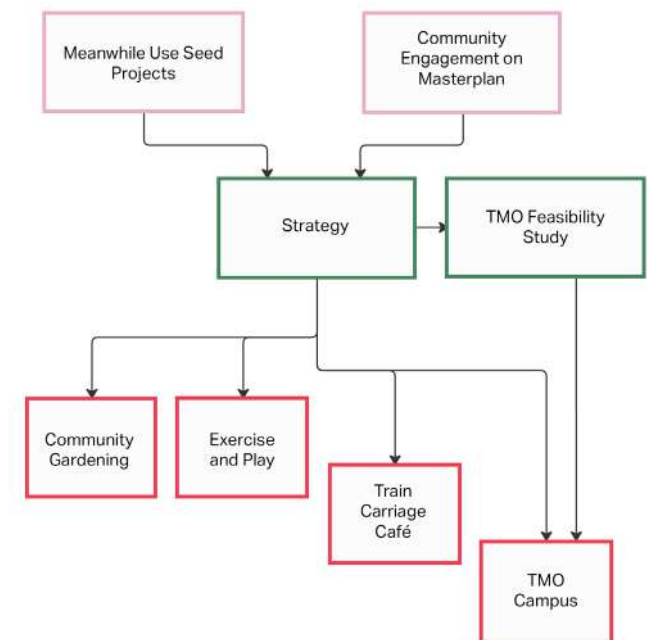 Meanwhile Use Seed
Projects
Community
Engagement on
Masterplan
Strategy
TMO Feasibility
Study
Community
Gardening
Exercise
and Play
Train
Carriage
Café
TMO
Campus